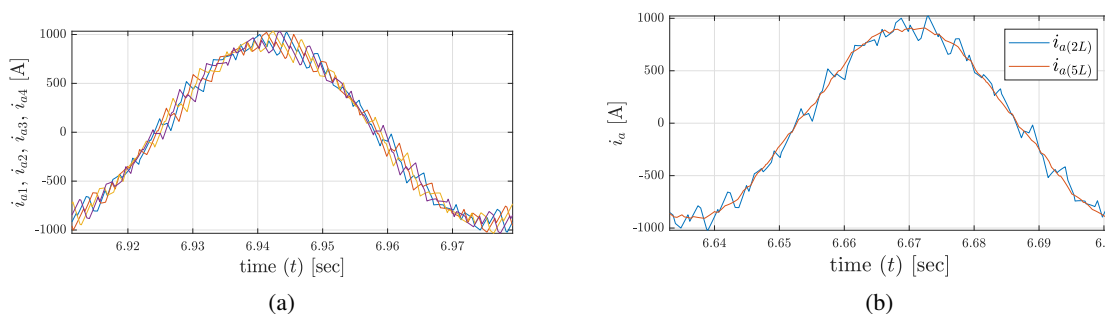 i_{a1}, i_{a2}, i_{a3}, i_{a4} [A]
1000
500
0
-500
-1000
6.92 6.93 6.94 6.95 6.96 6.97
time (t) [sec]
(a)
i_a [A]
1000
500
0
-500
-1000
i_{a(2L)}
i_{a(5L)}
6.64 6.65 6.66 6.67 6.68 6.69 6.
time (t) [sec]
(b)